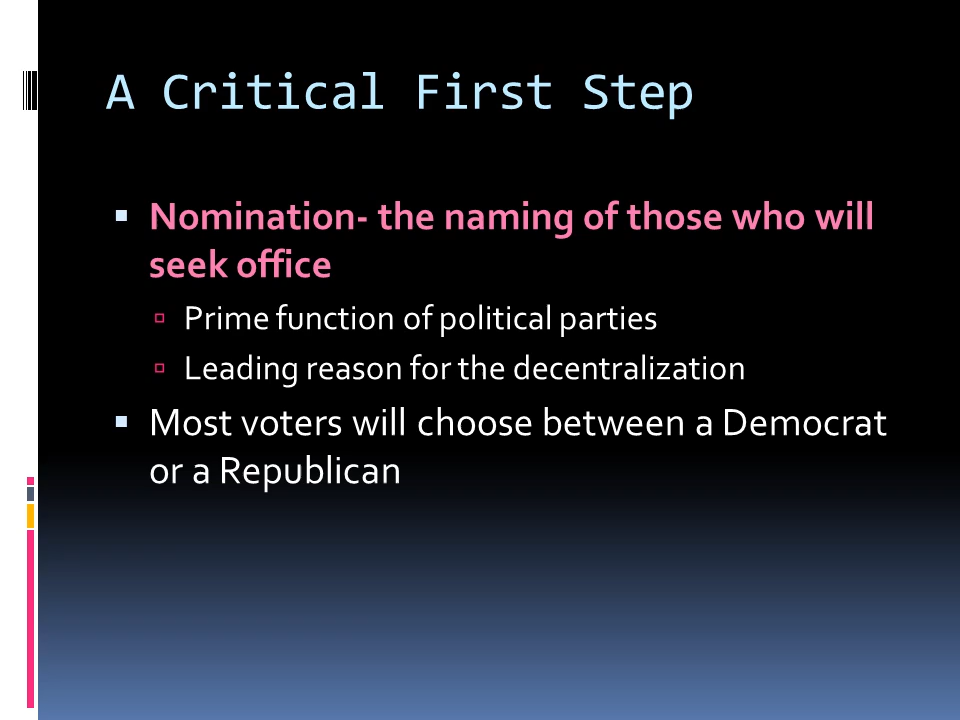 A Critical First Step
Nomination- the naming of those who will
seek office
Prime function of political parties
Leading reason for the decentralization
Most voters will choose between a Democrat
or a Republican